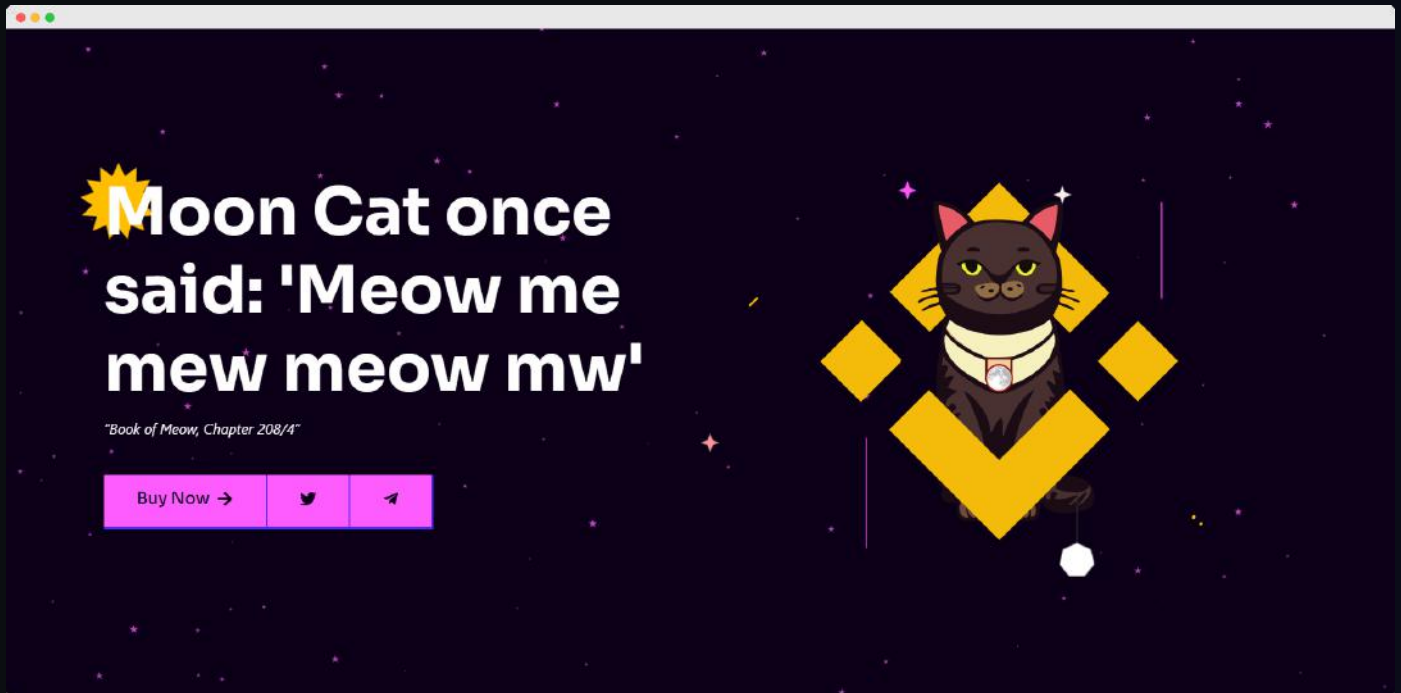 Moon Cat once
said: 'Meow me
mew meow mw'
“Book of Meow, Chapter 208/4”
Buy Now →